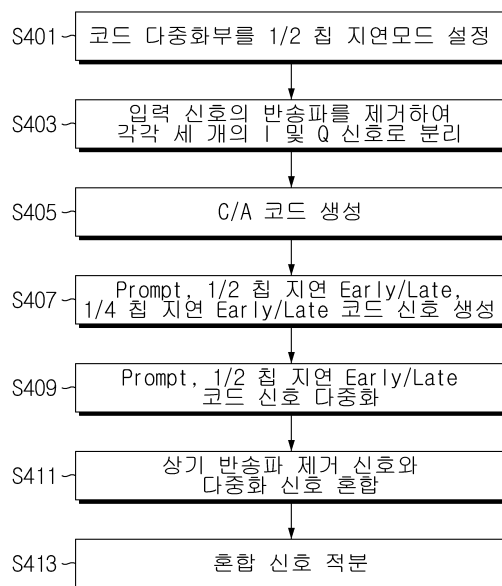 S401
코드 다중화부를 1/2 칩 지연모드 설정
S403
입력 신호의 반송파를 제거하여
각각 세 개의 I 및 Q 신호로 분리
S405
C/A 코드 생성
S407
Prompt, 1/2 칩 지연 Early/Late,
1/4 칩 지연 Early/Late 코드 신호 생성
S409
Prompt, 1/2 칩 지연 Early/Late
코드 신호 다중화
S411
상기 반송파 제거 신호와
다중화 신호 혼합
S413
혼합 신호 적분